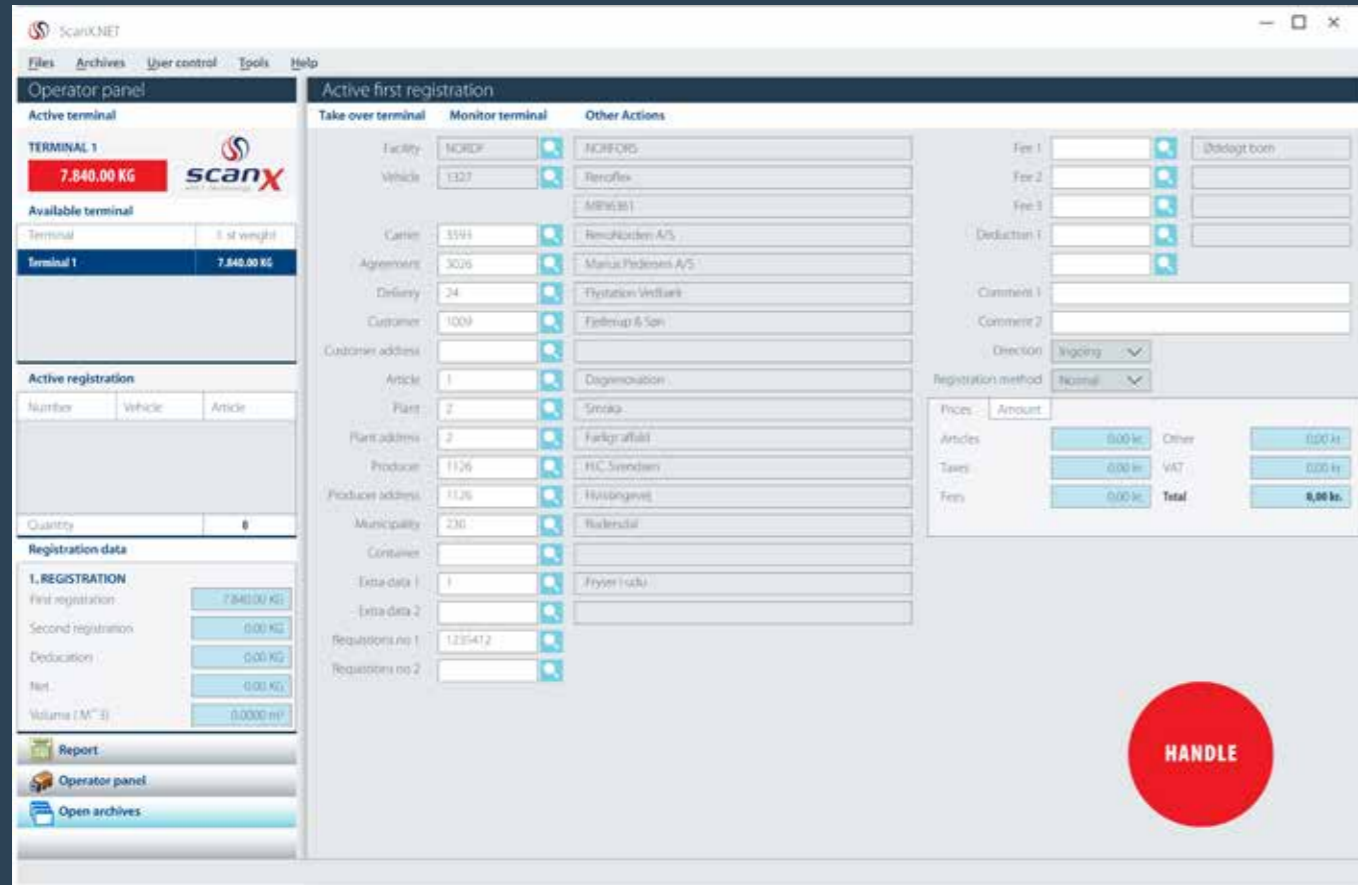 ScanX.NET
Files Archives User control Tools Help
Operator panel
Active terminal
TERMINAL 1
7.840.00 KG
scanx
Available terminal
Terminal 1 st weight
Terminal 1 7.840.00 KG
Active registration
Number Vehicle Article
Quantity 0
Registration data
1. REGISTRATION
First registration 7.840.00 KG
Second registration 0.00 KG
Deducation 0.00 KG
Net 0.00 KG
Volume (M^3) 0.0000 m³
Report
Operator panel
Open archives
Active first registration
Take over terminal Monitor terminal Other Actions
Facility NORDF NORFORS
Vehicle 1327 Renoflex
Carrier 3593 RenoNorden A/S
Agreement 3026 Marius Pedersen A/S
Delivery 24 Flystation Vedbæk
Customer 1009 Fjellerup & Søn
Customer address
Article 1 Dagrenovation
Plant 2 Smoka
Plant address 2 Farligt affald
Producer 1126 H.C Svendsen
Producer address 1126
Municipality 230 Rudersdal
Container
Extra data 1 1 Fryser i udu
Extra data 2
Requistions no 1 1235412
Requistions no 2
Fee 1 Ødelagt bom
Fee 2
Fee 3
Deduction 1
Comment 1
Comment 2
Direction Ingoing
Registration method Normal
Prices Amount
Articles 0,00 kr. Other 0,00 kr.
Taxes 0,00 kr. VAT 0,00 kr.
Fees 0,00 kr. Total 0,00 kr.
HANDLE